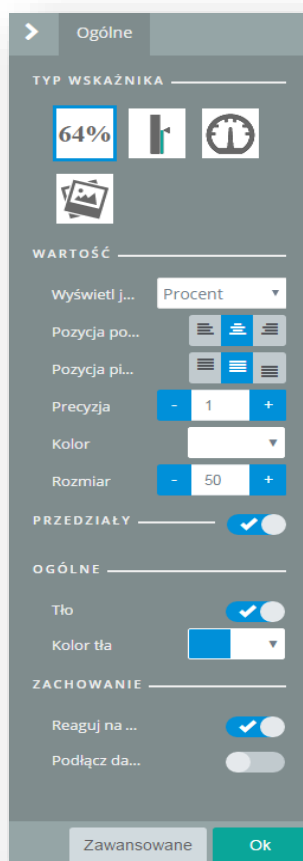 Ogólne
TYP WSKAŹNIKA
64%
WARTOŚĆ
Wyświetl j... Procent
Pozycja po...
Pozycja pi...
Precyzja - 1 +
Kolor
Rozmiar - 50 +
PRZEDZIAŁY
OGÓLNE
Tło
Kolor tła
ZACHOWANIE
Reaguj na ...
Podłącz da...
Zawansowane Ok